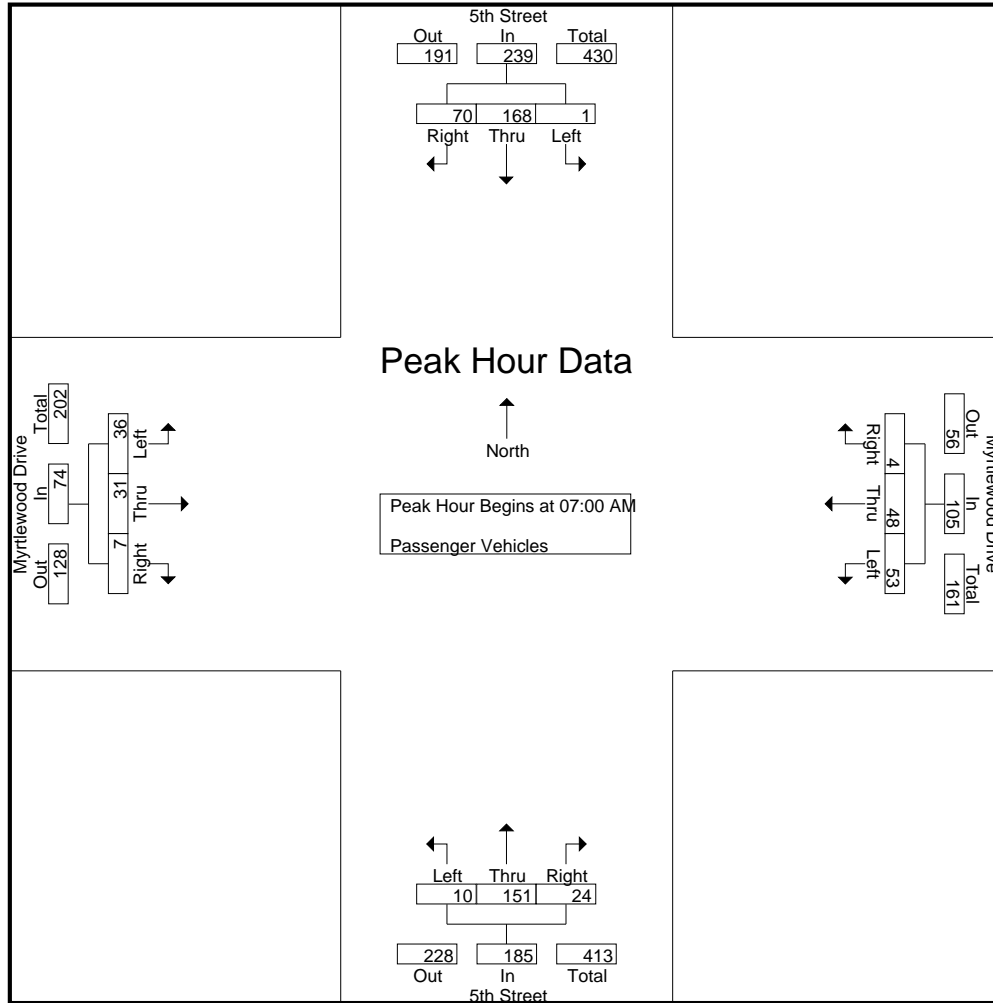 5th Street
Out In Total
191 239 430
70 168 1
Right Thru Left
Peak Hour Data
North
Peak Hour Begins at 07:00 AM
Passenger Vehicles
Myrtlewood Drive
Total In Out
202 74 128
36 31 7
Left Thru Right
Right Thru Left
4 48 53
56 105 161
Out In Total
Myrtlewood Drive
Left Thru Right
10 151 24
228 185 413
Out In Total
5th Street